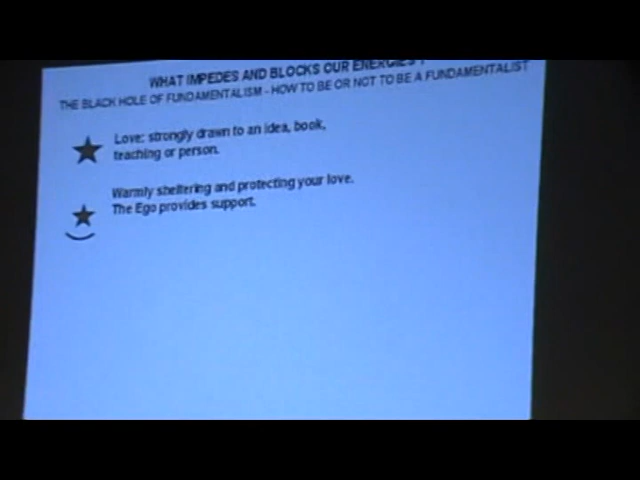 WHAT IMPEDES AND BLOCKS OUR ENERGIES ?
THE BLACK HOLE OF FUNDAMENTALISM - HOW TO BE OR NOT TO BE A FUNDAMENTALIST
Love: strongly drawn to an idea, book,
teaching or person.
Warmly sheltering and protecting your love.
The Ego provides support.